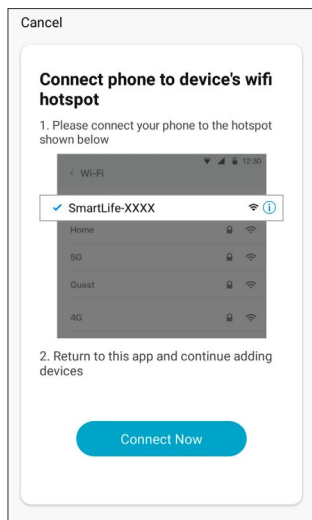 Cancel
Connect phone to device's wifi
hotspot
1. Please connect your phone to the hotspot
shown below
12:30
< Wi-Fi
SmartLife-XXXX
Home
5G
Guest
4G
2. Return to this app and continue adding
devices
Connect Now